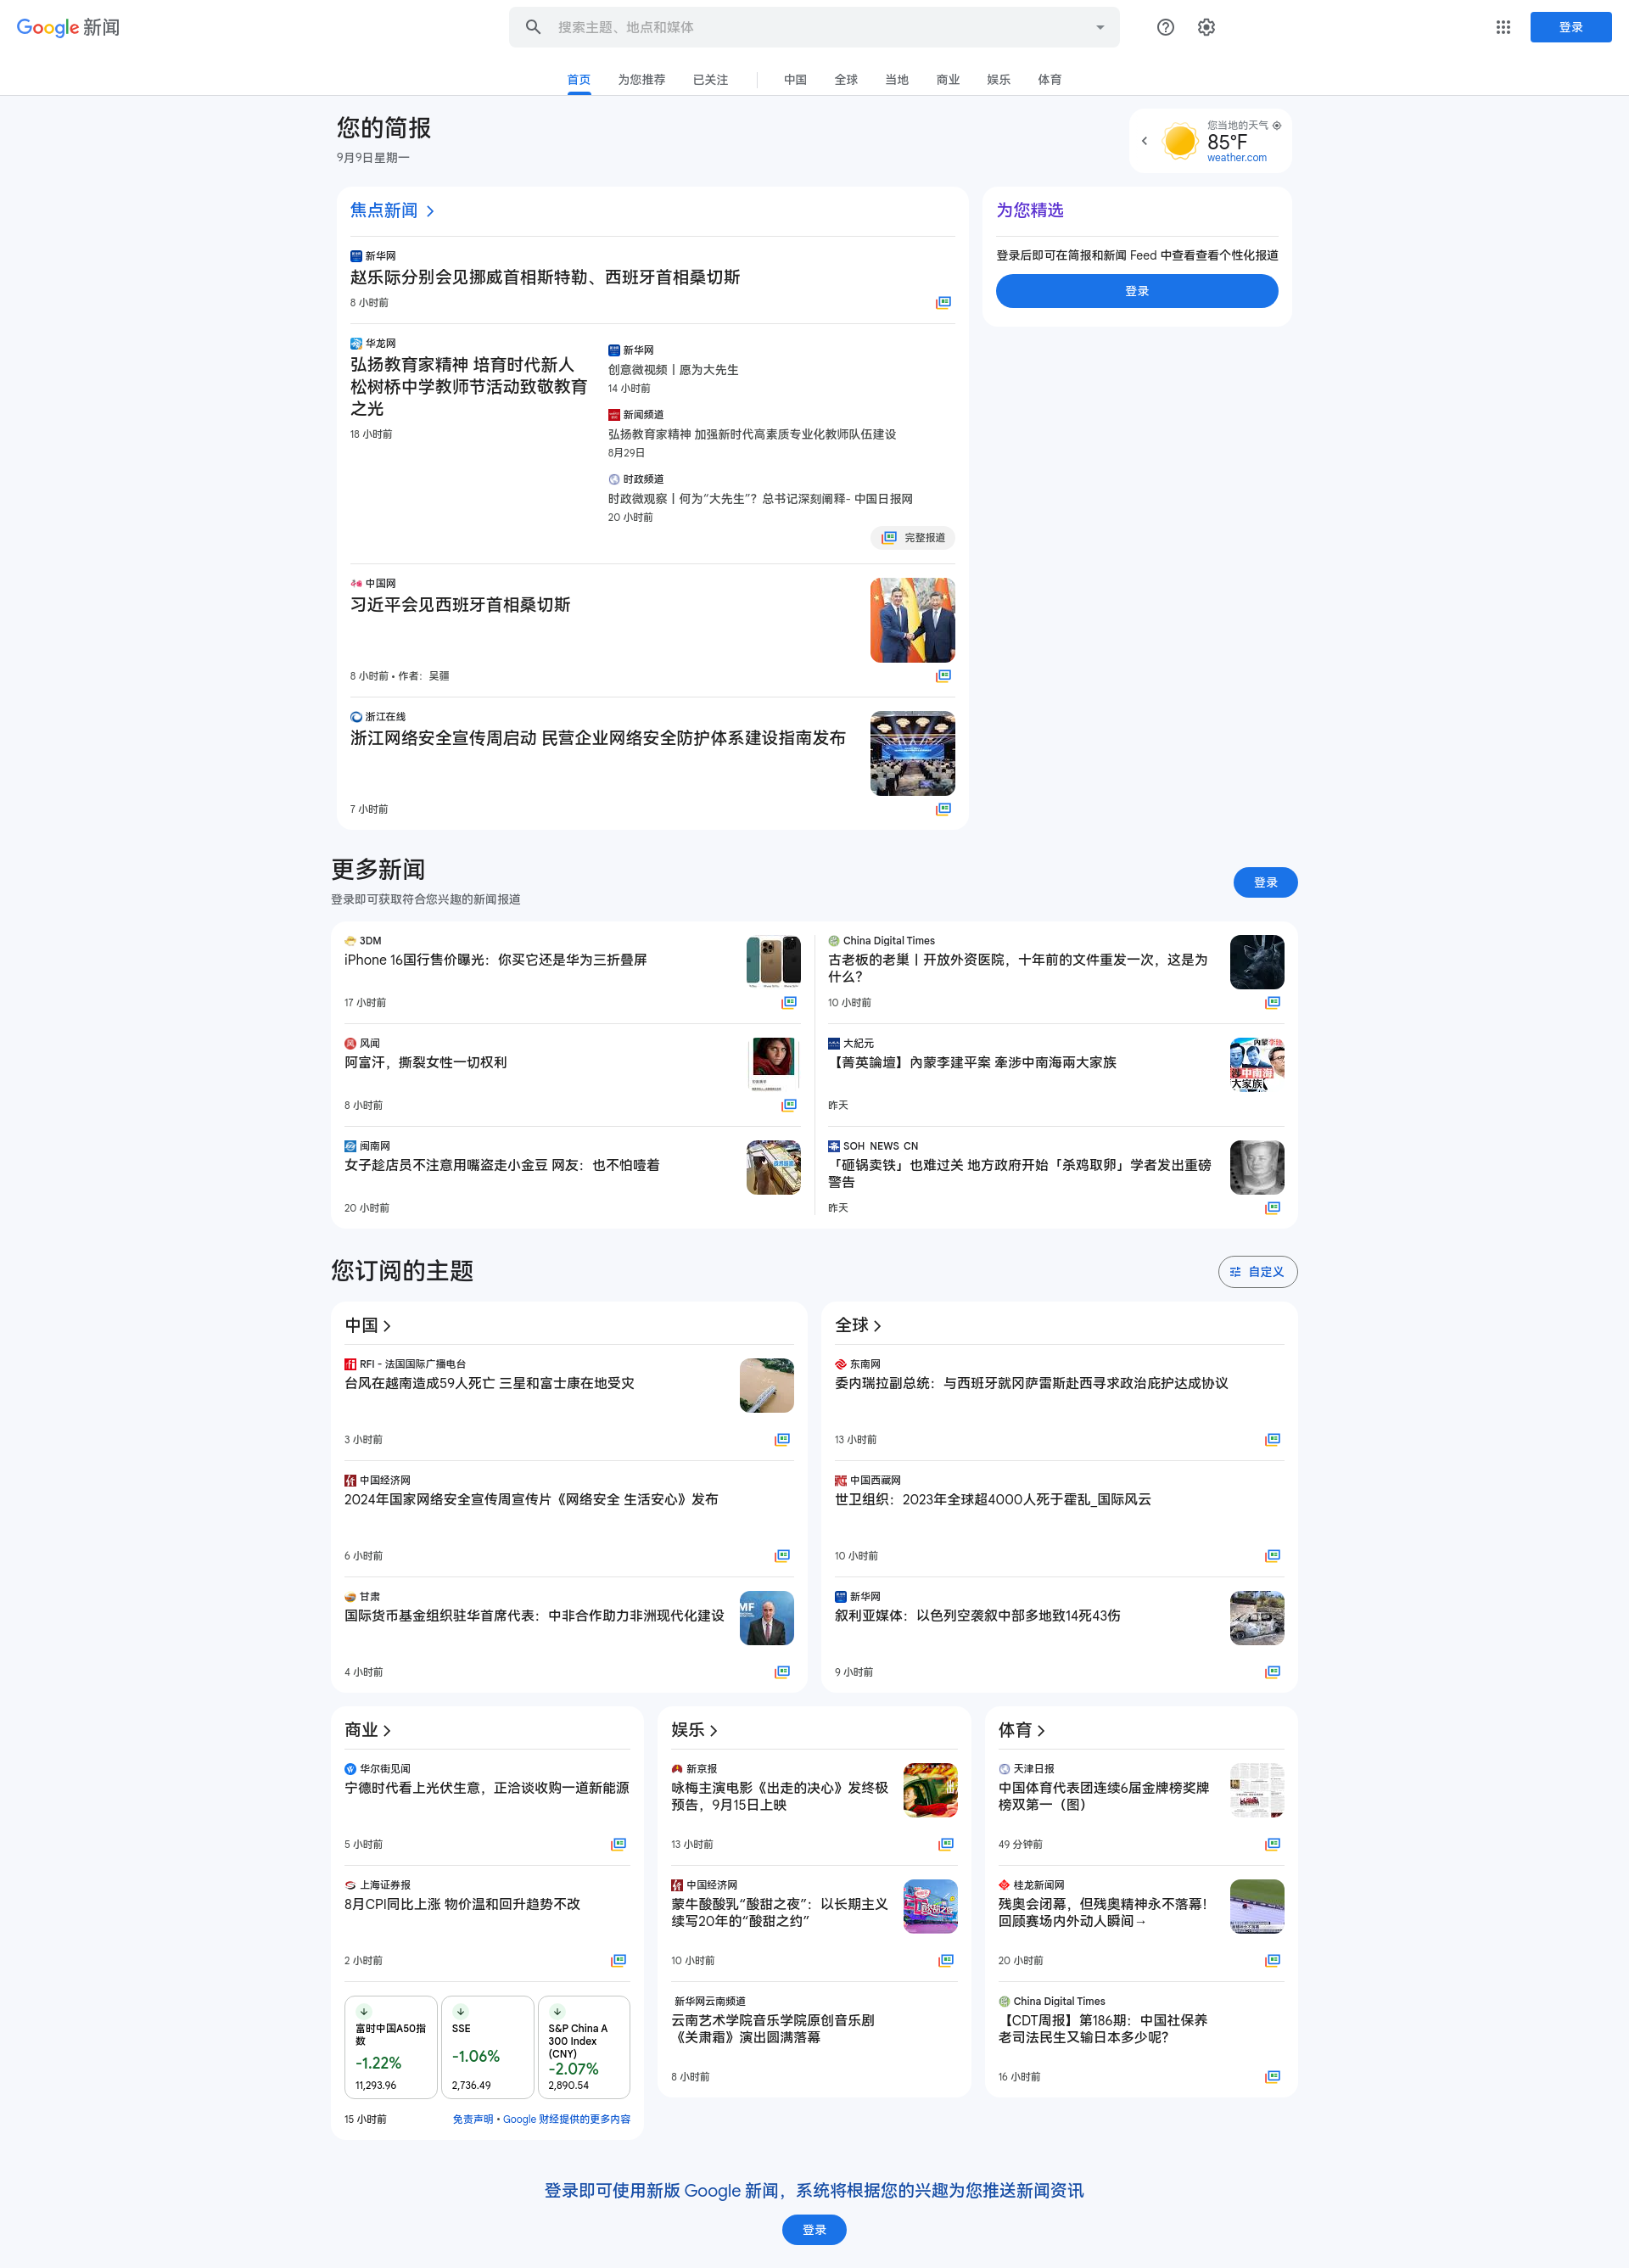 Google 新闻
搜索主题、地点和媒体
登录
首页
为您推荐
已关注
中国
全球
当地
商业
娱乐
体育
您的简报
9月9日星期一
您当地的天气
85°F
weather.com
焦点新闻
新华网
赵乐际分别会见挪威首相斯特勒、西班牙首相桑切斯
8 小时前
华龙网
弘扬教育家精神 培育时代新人
松树桥中学教师节活动致敬教育
之光
18 小时前
新华网
创意微视频丨愿为大先生
14 小时前
新闻频道
弘扬教育家精神 加强新时代高素质专业化教师队伍建设
8月29日
时政频道
时政微观察丨何为“大先生”？总书记深刻阐释- 中国日报网
20 小时前
完整报道
中国网
习近平会见西班牙首相桑切斯
8 小时前 • 作者：吴疆
浙江在线
浙江网络安全宣传周启动 民营企业网络安全防护体系建设指南发布
7 小时前
为您精选
登录后即可在简报和新闻 Feed 中查看查看个性化报道
登录
更多新闻
登录即可获取符合您兴趣的新闻报道
登录
3DM
iPhone 16国行售价曝光：你买它还是华为三折叠屏
17 小时前
风闻
阿富汗，撕裂女性一切权利
8 小时前
闽南网
女子趁店员不注意用嘴盗走小金豆 网友：也不怕噎着
20 小时前
China Digital Times
古老板的老巢丨开放外资医院，十年前的文件重发一次，这是为
什么？
10 小时前
大紀元
【菁英論壇】內蒙李建平案 牽涉中南海兩大家族
昨天
SOH_NEWS_CN
「砸锅卖铁」也难过关 地方政府开始「杀鸡取卵」学者发出重磅
警告
昨天
您订阅的主题
自定义
中国
RFI - 法国国际广播电台
台风在越南造成59人死亡 三星和富士康在地受灾
3 小时前
中国经济网
2024年国家网络安全宣传周宣传片《网络安全 生活安心》发布
6 小时前
甘肃
国际货币基金组织驻华首席代表：中非合作助力非洲现代化建设
4 小时前
全球
东南网
委内瑞拉副总统：与西班牙就冈萨雷斯赴西寻求政治庇护达成协议
13 小时前
中国西藏网
世卫组织：2023年全球超4000人死于霍乱_国际风云
10 小时前
新华网
叙利亚媒体：以色列空袭叙中部多地致14死43伤
9 小时前
商业
华尔街见闻
宁德时代看上光伏生意，正洽谈收购一道新能源
5 小时前
上海证券报
8月CPI同比上涨 物价温和回升趋势不改
2 小时前
富时中国A50指
数
-1.22%
11,293.96
SSE
-1.06%
2,736.49
S&P China A
300 Index
(CNY)
-2.07%
2,890.54
15 小时前
免责声明 • Google 财经提供的更多内容
娱乐
新京报
咏梅主演电影《出走的决心》发终极
预告，9月15日上映
13 小时前
中国经济网
蒙牛酸酸乳“酸甜之夜”：以长期主义
续写20年的“酸甜之约”
10 小时前
新华网云南频道
云南艺术学院音乐学院原创音乐剧
《关肃霜》演出圆满落幕
8 小时前
体育
天津日报
中国体育代表团连续6届金牌榜奖牌
榜双第一（图）
49 分钟前
桂龙新闻网
残奥会闭幕，但残奥精神永不落幕！
回顾赛场内外动人瞬间→
20 小时前
China Digital Times
【CDT周报】第186期：中国社保养
老司法民生又输日本多少呢？
16 小时前
登录即可使用新版 Google 新闻，系统将根据您的兴趣为您推送新闻资讯
登录